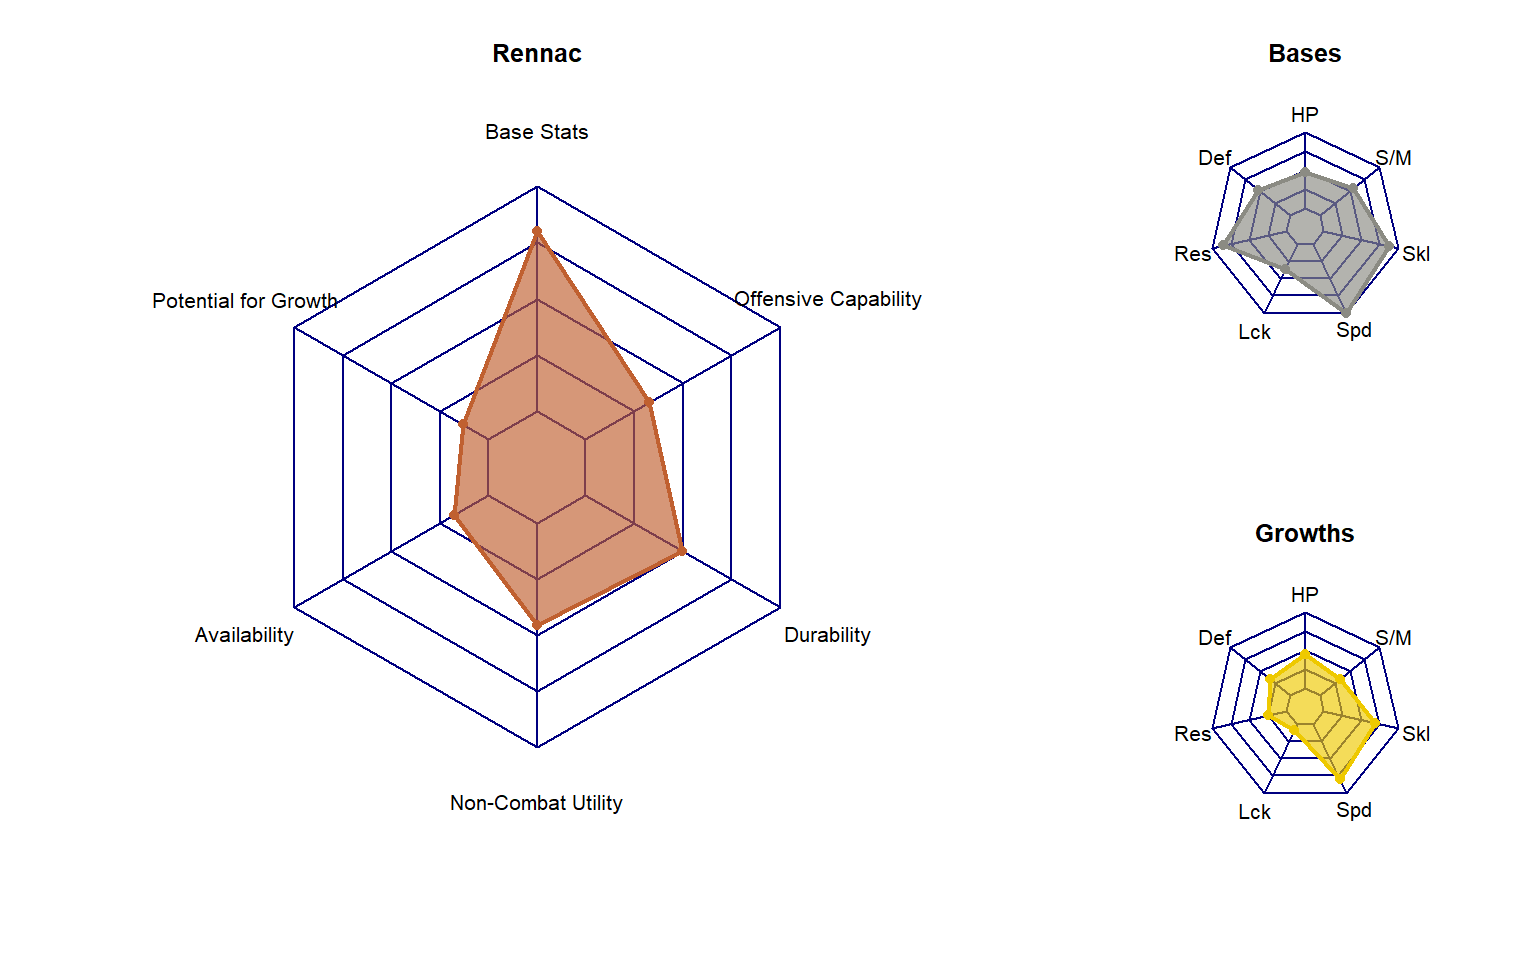 Rennac
Base Stats
Potential for Growth
Offensive Capability
Availability
Durability
Non-Combat Utility
Bases
HP
Def
S/M
Res
Skl
Lck
Spd
Growths
HP
Def
S/M
Res
Skl
Lck
Spd